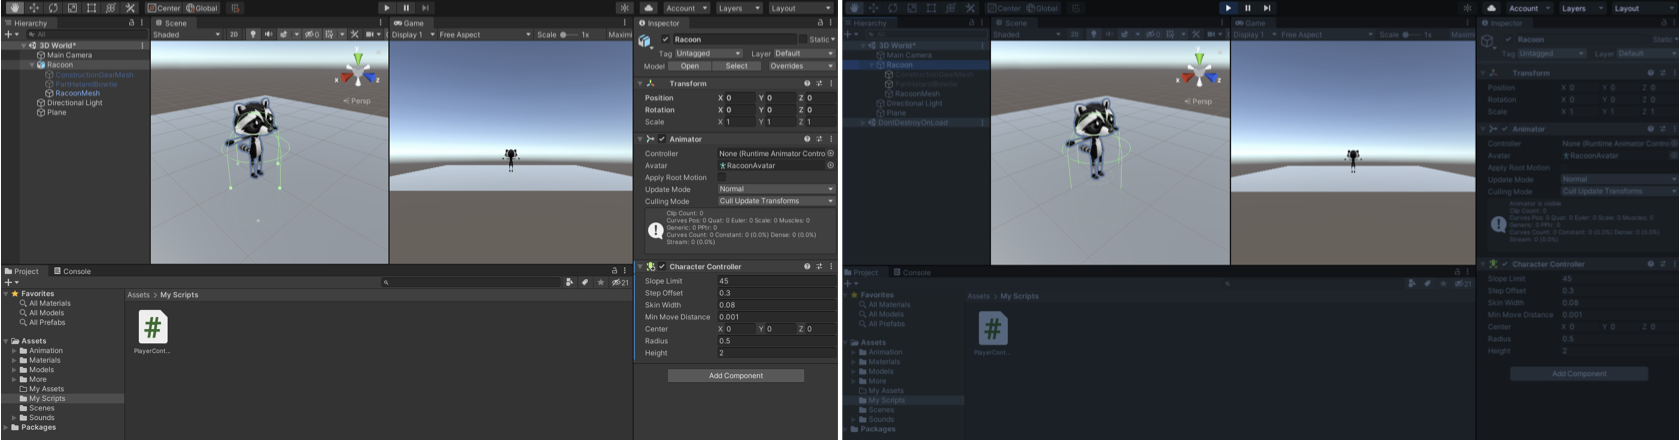 Center Global
Account Layers Layout
Hierarchy
All
3D World*
Main Camera
Racoon
ConstructionGearMesh
RacoonMesh
Directional Light
Plane
Scene
Shaded 2D 0
Persp
Game
Display 1 Free Aspect Scale 1x Maxim
Inspector
Racoon Static
Tag Untagged Layer Default
Model Open Select Overrides
Transform
Position X 0 Y 0 Z 0
Rotation X 0 Y 0 Z 0
Scale X 1 Y 1 Z 1
Animator
Controller None (Runtime Animator Contro
Avatar RacoonAvatar
Apply Root Motion
Update Mode Normal
Culling Mode Cull Update Transforms
Clip Count: 0
Curves Pos: 0 Quat: 0 Euler: 0 Scale: 0 Muscles: 0
Generic: 0 PPtr: 0
Curves Count: 0 Constant: 0 (0.0%) Dense: 0 (0.0%)
Stream: 0 (0.0%)
Character Controller
Slope Limit 45
Step Offset 0.3
Skin Width 0.08
Min Move Distance 0.001
Center X 0 Y 0 Z 0
Radius 0.5
Height 2
Add Component
Project Console
21
Favorites
All Materials
All Models
All Prefabs
Assets
Animation
Materials
Models
More
My Assets
My Scripts
Scenes
Sounds
Packages
Assets > My Scripts
#
PlayerCont...
Center Global
Account Layers Layout
Hierarchy
All
3D World*
Main Camera
Racoon
ConstructionGearMesh
RacoonMesh
Directional Light
Plane
DontDestroyOnLoad
Scene
Shaded 2D 0
Persp
Game
Display 1 Free Aspect Scale 1x Maxim
Inspector
Racoon Static
Tag Untagged Layer Default
Transform
Position X 0 Y 0 Z 0
Rotation X 0 Y 0 Z 0
Scale X 1 Y 1 Z 1
Animator
Controller None (Runtime Animator Contro
Avatar RacoonAvatar
Apply Root Motion
Update Mode Normal
Culling Mode Cull Update Transforms
Animator is visible
Clip Count: 0
Curves Pos: 0 Quat: 0 Euler: 0 Scale: 0 Muscles: 0
Generic: 0 PPtr: 0
Curves Count: 0 Constant: 0 (0.0%) Dense: 0 (0.0%)
Stream: 0 (0.0%)
Character Controller
Slope Limit 45
Step Offset 0.3
Skin Width 0.08
Min Move Distance 0.001
Center X 0 Y 0 Z 0
Radius 0.5
Height 2
Add Component
Project Console
21
Favorites
All Materials
All Models
All Prefabs
Assets
Animation
Materials
Models
More
My Assets
My Scripts
Scenes
Sounds
Packages
Assets > My Scripts
#
PlayerCont...